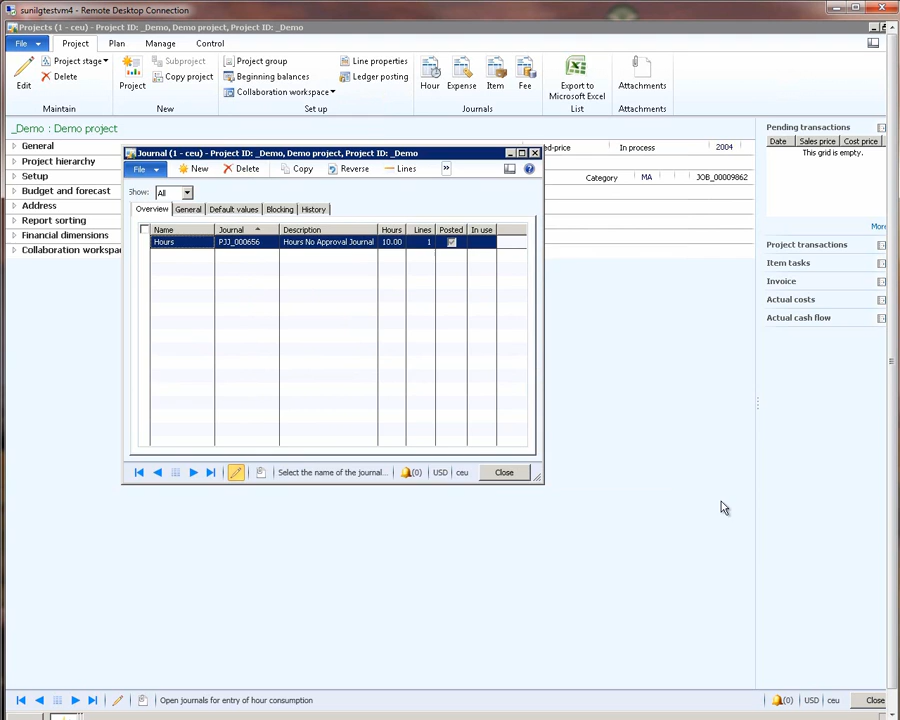 sunilgtestvm4 - Remote Desktop Connection
Projects (1 - ceu) - Project ID: _Demo, Demo project, Project ID: _Demo
File Project Plan Manage Control
Project stage Subproject Project group Line properties
Delete Copy project Beginning balances Ledger posting
Collaboration workspace
Edit Project Hour Expense Item Fee Export to Microsoft Excel Attachments
Maintain New Set up Journals List Attachments
_Demo : Demo project
General
Project hierarchy
Setup
Budget and forecast
Address
Report sorting
Financial dimensions
Collaboration workspac
ed-price In process 2004
Category MA JOB_00009862
Journal (1 - ceu) - Project ID: _Demo, Demo project, Project ID: _Demo
File New Delete Copy Reverse Lines »
Show: All
Overview General Default values Blocking History
Name Journal Description Hours Lines Posted In use
Hours PJJ_000656 Hours No Approval Journal 10.00 1
Select the name of the journal... (0) USD ceu Close
Pending transactions
Date Sales price Cost price
This grid is empty.
More
Project transactions
Item tasks
Invoice
Actual costs
Actual cash flow
Open journals for entry of hour consumption (0) USD ceu Close